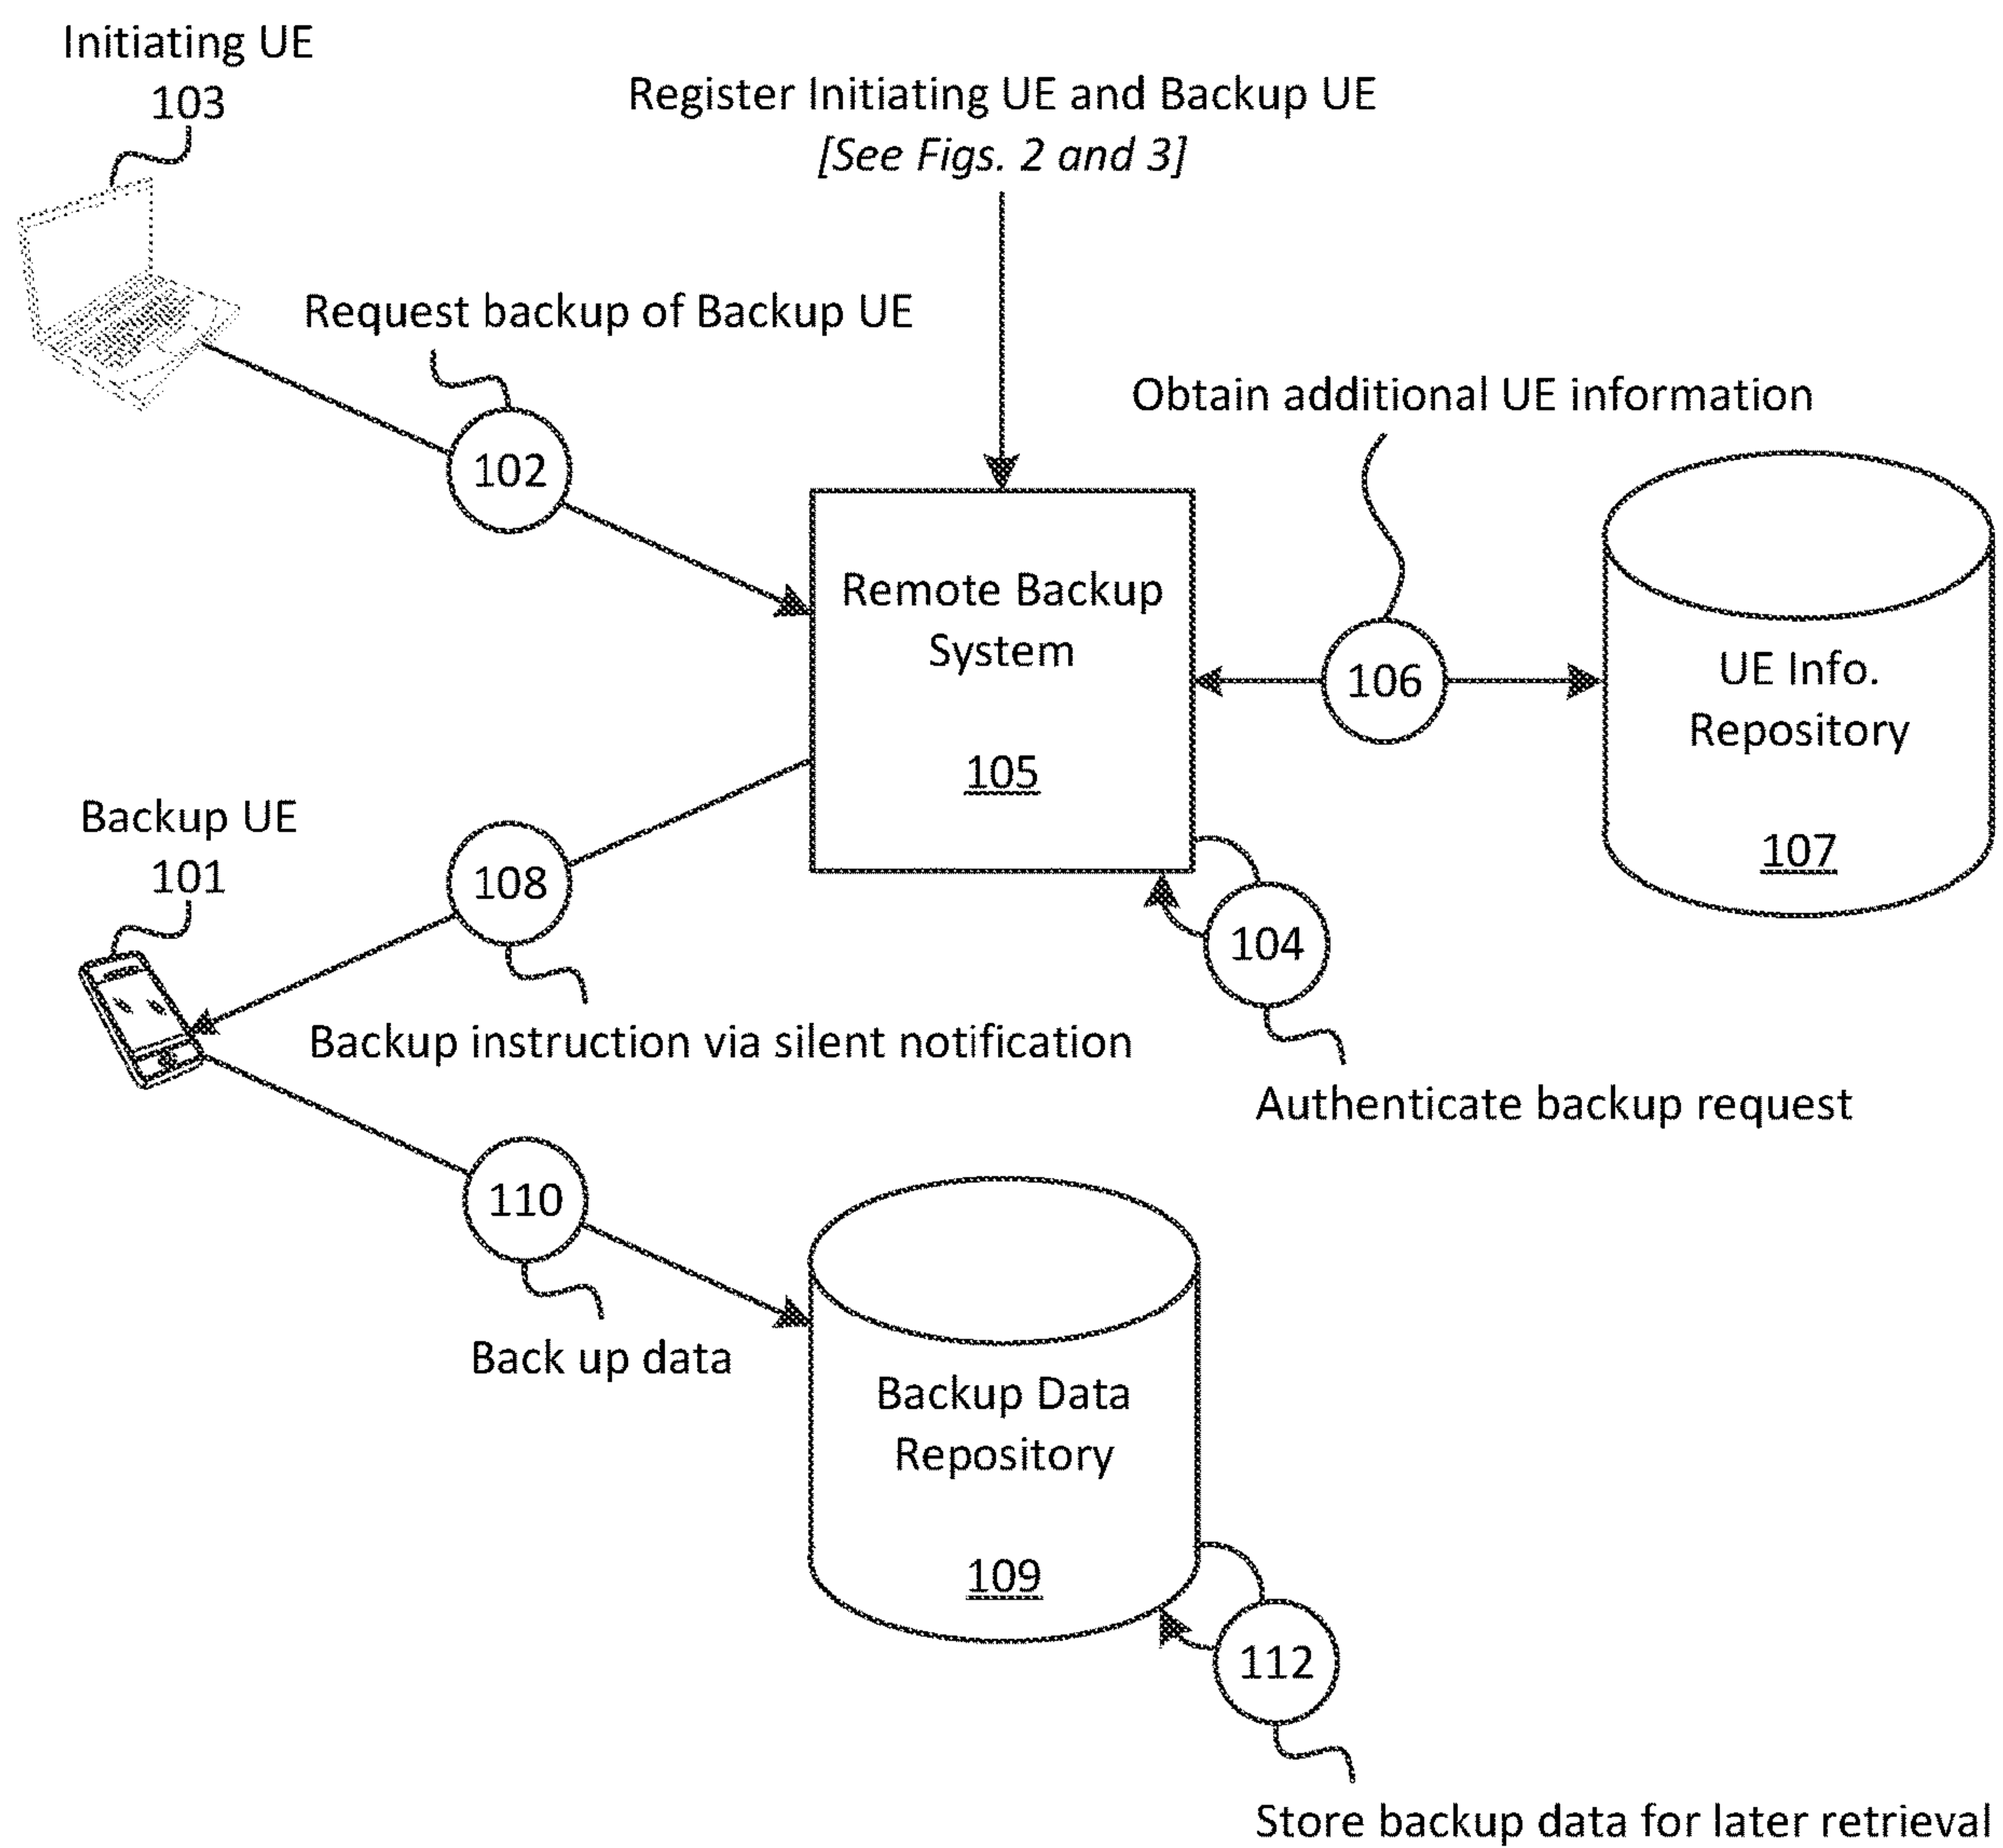 Initiating UE
103
Register Initiating UE and Backup UE
[See Figs. 2 and 3]
Request backup of Backup UE
102
Obtain additional UE information
Remote Backup
System
105
106
UE Info.
Repository
107
Backup UE
101
108
104
Backup instruction via silent notification
Authenticate backup request
110
Back up data
Backup Data
Repository
109
112
Store backup data for later retrieval